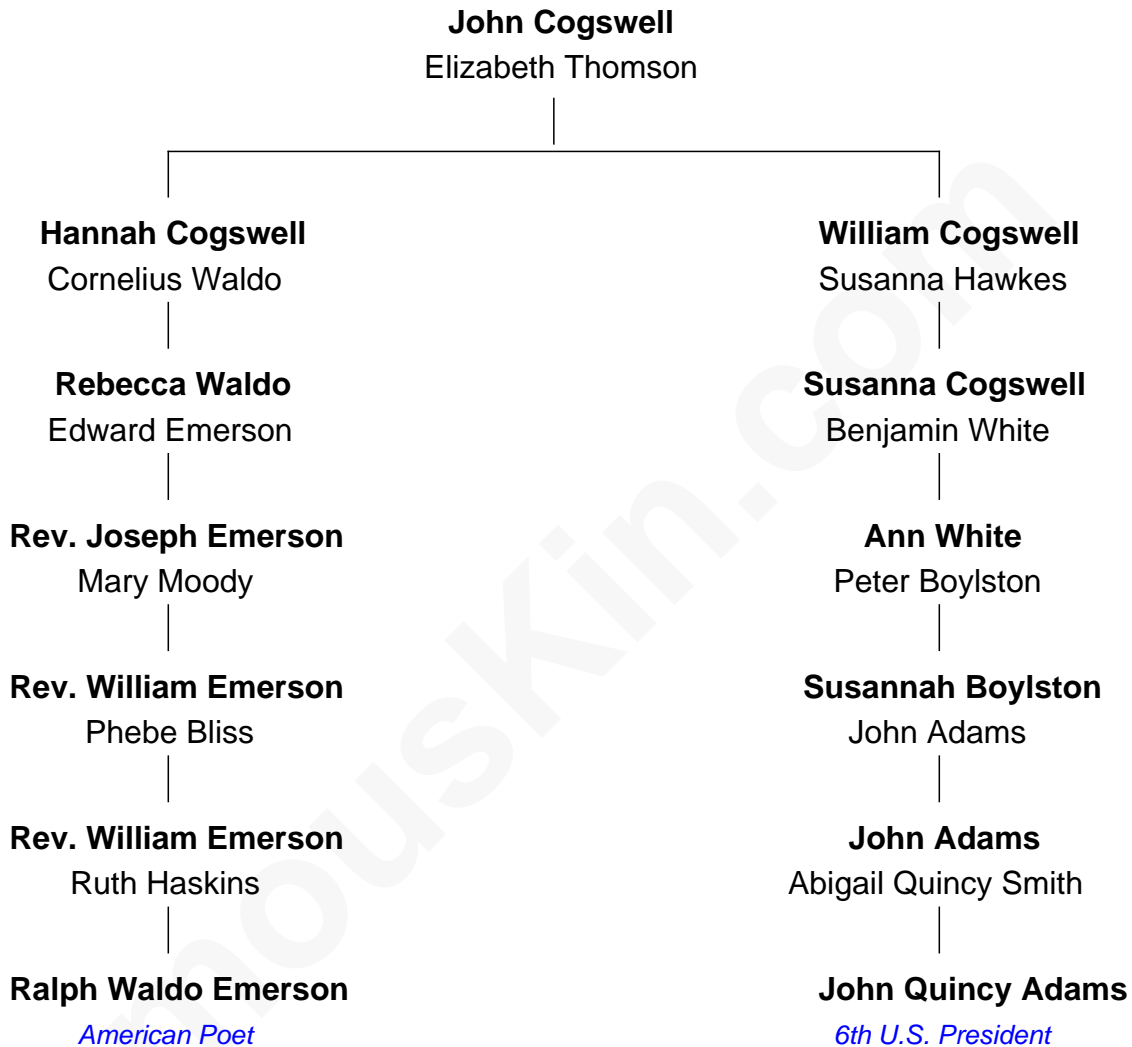 John Cogswell
Elizabeth Thomson
Hannah Cogswell
Cornelius Waldo
William Cogswell
Susanna Hawkes
Rebecca Waldo
Edward Emerson
Susanna Cogswell
Benjamin White
Rev. Joseph Emerson
Mary Moody
Ann White
Peter Boylston
Rev. William Emerson
Phebe Bliss
Susannah Boylston
John Adams
Rev. William Emerson
Ruth Haskins
John Adams
Abigail Quincy Smith
Ralph Waldo Emerson
American Poet
John Quincy Adams
6th U.S. President
mousKin.com